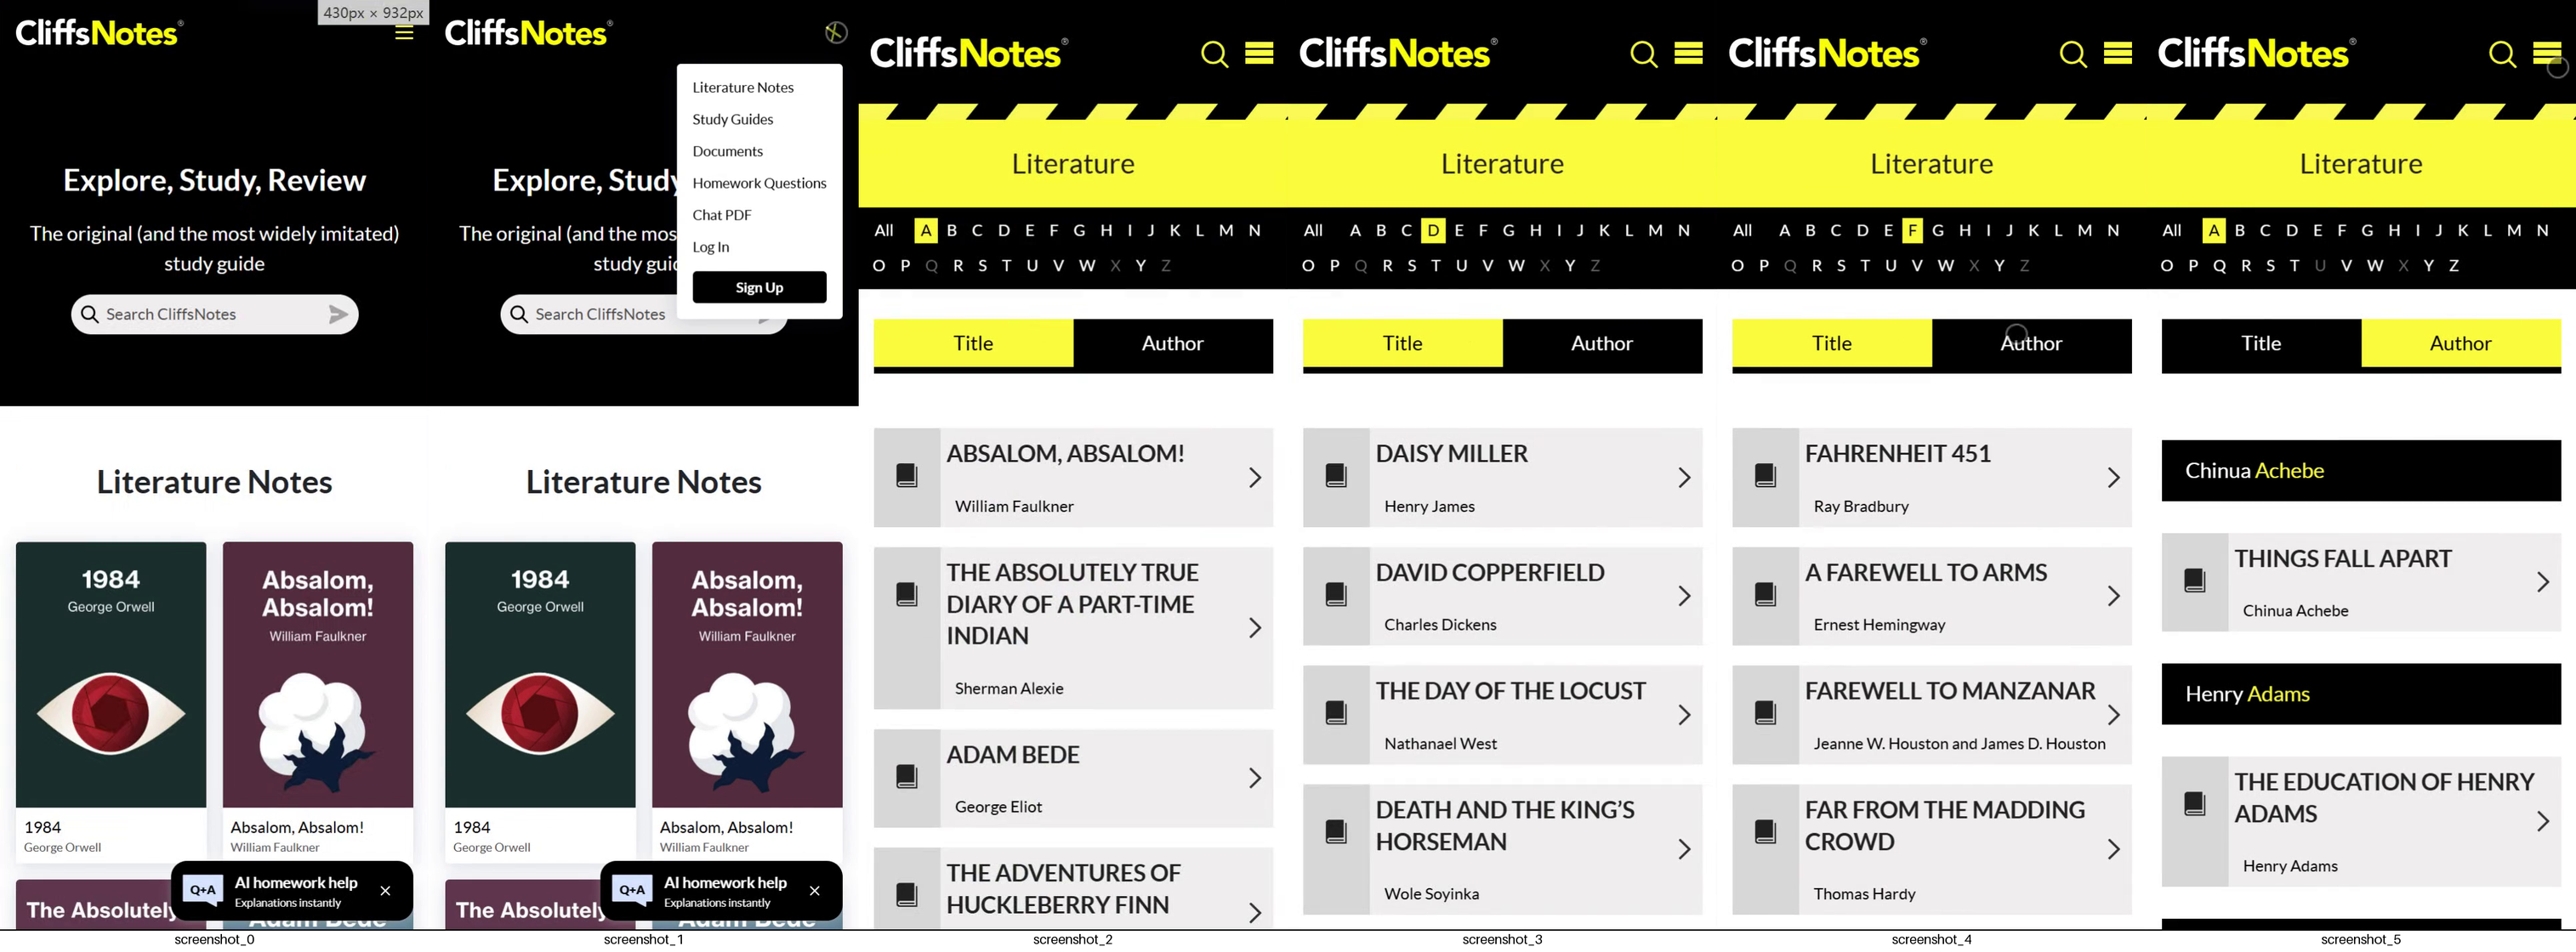 430px × 932px
CliffsNotes®
Explore, Study, Review
The original (and the most widely imitated)
study guide
Search CliffsNotes
Literature Notes
1984
George Orwell
Absalom,
Absalom!
William Faulkner
1984
George Orwell
Absalom, Absalom!
William Faulkner
The Absolutely
Adam Bede
Q+A
AI homework help
Explanations instantly
screenshot_0
CliffsNotes®
Literature Notes
Study Guides
Documents
Homework Questions
Chat PDF
Log In
Sign Up
Explore, Study
The original (and the mos
study guid
Search CliffsNotes
Literature Notes
1984
George Orwell
Absalom,
Absalom!
William Faulkner
1984
George Orwell
Absalom, Absalom!
William Faulkner
The Absolutely
Adam Bede
Q+A
AI homework help
Explanations instantly
screenshot_1
CliffsNotes®
Literature
All A B C D E F G H I J K L M N
O P Q R S T U V W X Y Z
Title Author
ABSALOM, ABSALOM!
William Faulkner
THE ABSOLUTELY TRUE
DIARY OF A PART-TIME
INDIAN
Sherman Alexie
ADAM BEDE
George Eliot
THE ADVENTURES OF
HUCKLEBERRY FINN
screenshot_2
CliffsNotes®
Literature
All A B C D E F G H I J K L M N
O P Q R S T U V W X Y Z
Title Author
DAISY MILLER
Henry James
DAVID COPPERFIELD
Charles Dickens
THE DAY OF THE LOCUST
Nathanael West
DEATH AND THE KING’S
HORSEMAN
Wole Soyinka
screenshot_3
CliffsNotes®
Literature
All A B C D E F G H I J K L M N
O P Q R S T U V W X Y Z
Title Author
FAHRENHEIT 451
Ray Bradbury
A FAREWELL TO ARMS
Ernest Hemingway
FAREWELL TO MANZANAR
Jeanne W. Houston and James D. Houston
FAR FROM THE MADDING
CROWD
Thomas Hardy
screenshot_4
CliffsNotes®
Literature
All A B C D E F G H I J K L M N
O P Q R S T U V W X Y Z
Title Author
Chinua Achebe
THINGS FALL APART
Chinua Achebe
Henry Adams
THE EDUCATION OF HENRY
ADAMS
Henry Adams
screenshot_5